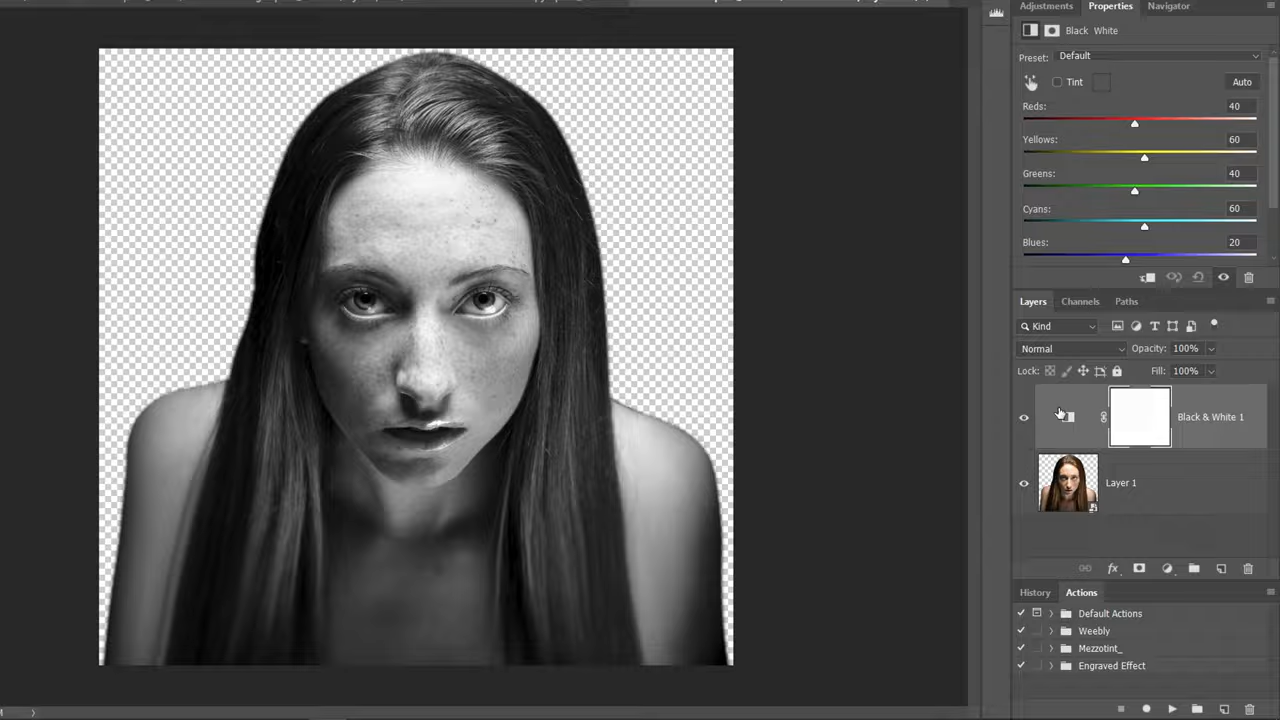 Adjustments Properties Navigator
Black White
Preset: Default
Tint Auto
Reds: 40
Yellows: 60
Greens: 40
Cyans: 60
Blues: 20
Layers Channels Paths
Kind
Normal Opacity: 100%
Lock: Fill: 100%
Black & White 1
Layer 1
fx
History Actions
Default Actions
Weebly
Mezzotint_
Engraved Effect